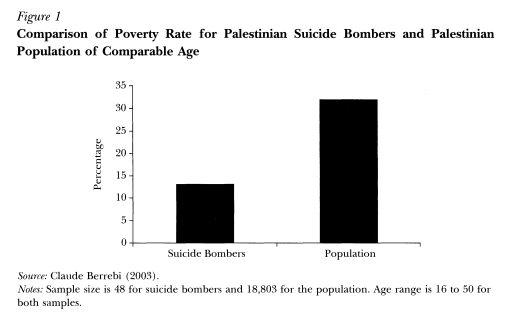 Figure 1
Comparison of Poverty Rate for Palestinian Suicide Bombers and Palestinian
Population of Comparable Age
35
30
25
20
15
10
5
0
Percentage
Suicide Bombers
Population
Source: Claude Berrebi (2003).
Notes: Sample size is 48 for suicide bombers and 18,803 for the population. Age range is 16 to 50 for
both samples.